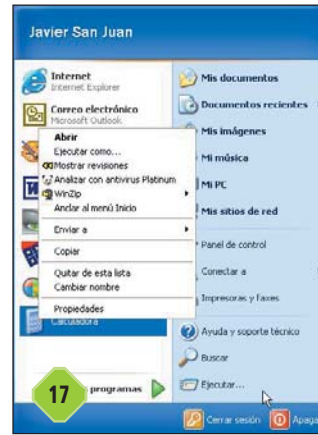 Javier San Juan
Internet
Internet Explorer
Correo electrónico
Microsoft Outlook
Abrir
Ejecutar como...
Mostrar revisiones
Analizar con antivirus Platinum
WinZip
Anclar al menú Inicio
Enviar a
Copiar
Quitar de esta lista
Cambiar nombre
Propiedades
Calculadora
programas
17
Mis documentos
Documentos recientes
Mis imágenes
Mi música
Mi PC
Mis sitios de red
Panel de control
Conectar a
Impresoras y faxes
Ayuda y soporte técnico
Buscar
Ejecutar...
Cerrar sesión